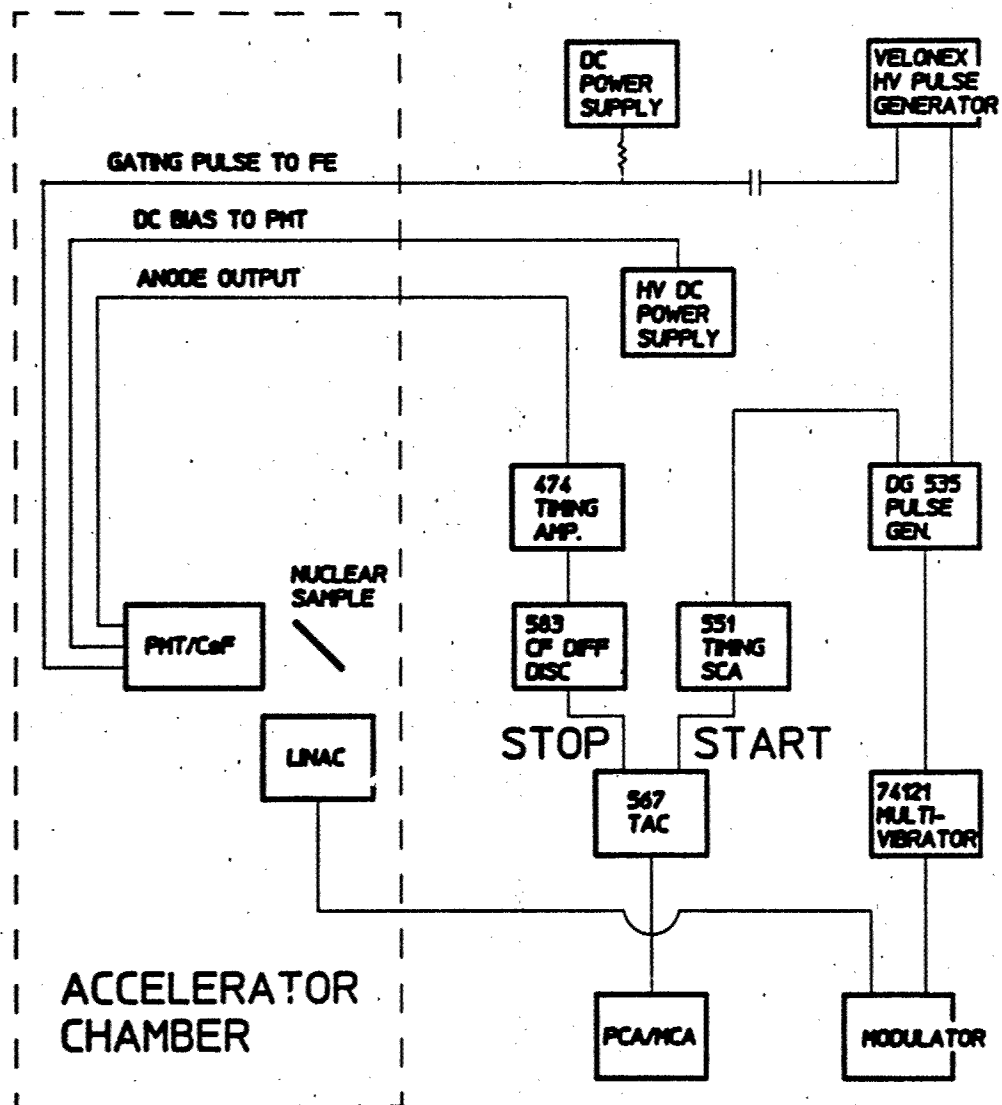 DC
POWER
SUPPLY
VELONEX
HV PULSE
GENERATOR
GATING PULSE TO FE
DC BIAS TO PMT
ANODE OUTPUT
HV DC
POWER
SUPPLY
474
TIMING
AMP.
DG 535
PULSE
GEN.
NUCLEAR
SAMPLE
PMT/CsF
583
CF DIFF
DISC
551
TIMING
SCA
STOP
START
LINAC
567
TAC
74121
MULTI-
VIBRATOR
ACCELERATOR
CHAMBER
PCA/MCA
MODULATOR